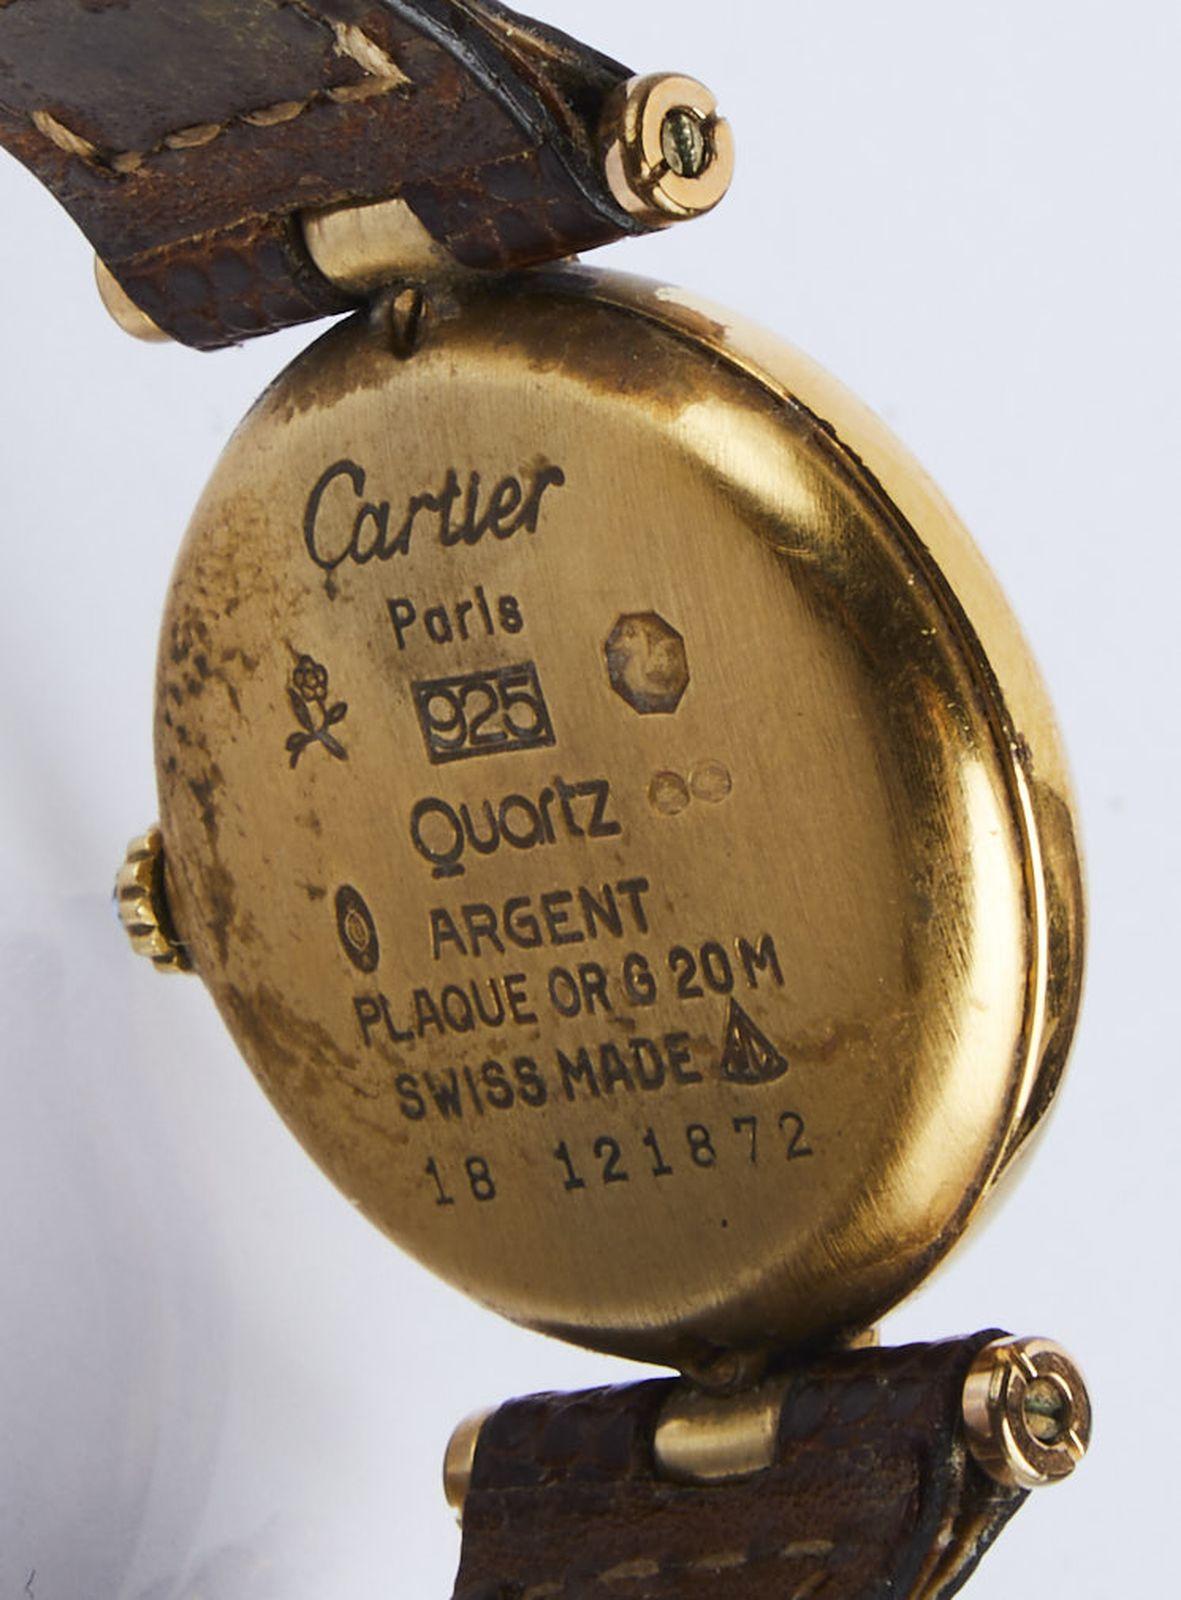 Cartier
Paris
925
Quartz
ARGENT
PLAQUE OR G 20 M
SWISS MADE
18 121872